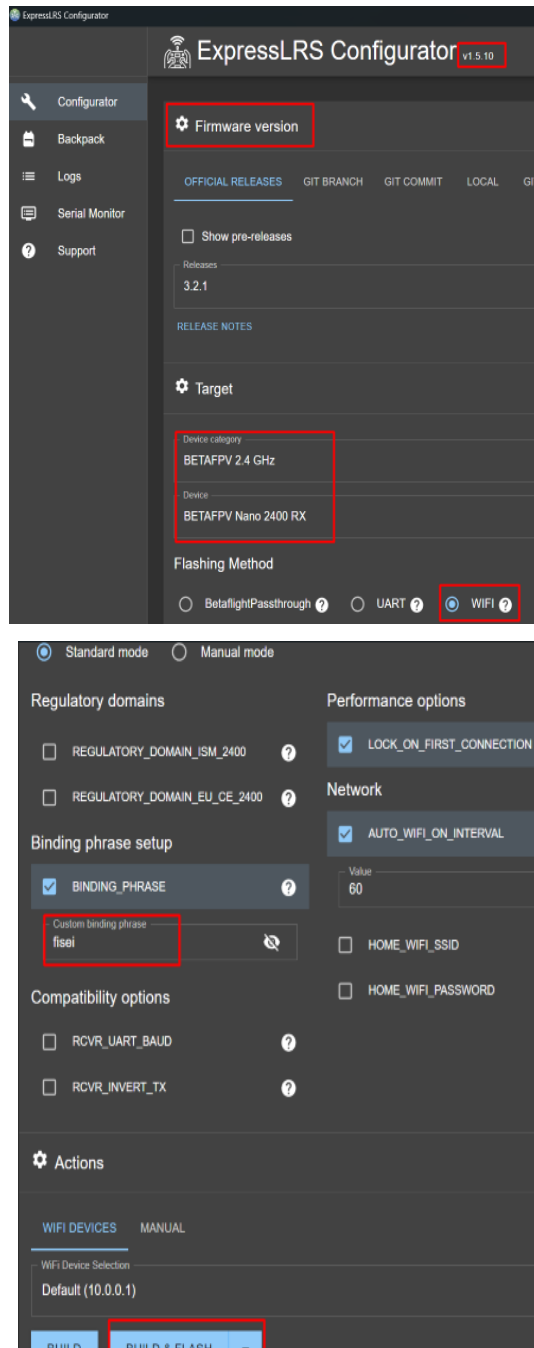 ExpressLRS Configurator
ExpressLRS Configurator v1.5.10
Configurator
Backpack
Logs
Serial Monitor
Support
Firmware version
OFFICIAL RELEASES GIT BRANCH GIT COMMIT LOCAL GI
Show pre-releases
Releases
3.2.1
RELEASE NOTES
Target
Device category
BETAFPV 2.4 GHz
Device
BETAFPV Nano 2400 RX
Flashing Method
BetaflightPassthrough ? UART ? WIFI ?
Standard mode Manual mode
Regulatory domains
REGULATORY_DOMAIN_ISM_2400 ?
REGULATORY_DOMAIN_EU_CE_2400 ?
Binding phrase setup
BINDING_PHRASE ?
Custom binding phrase
fisei
Compatibility options
RCVR_UART_BAUD ?
RCVR_INVERT_TX ?
Performance options
LOCK_ON_FIRST_CONNECTION
Network
AUTO_WIFI_ON_INTERVAL
Value
60
HOME_WIFI_SSID
HOME_WIFI_PASSWORD
Actions
WIFI DEVICES MANUAL
WiFi Device Selection
Default (10.0.0.1)
BUILD BUILD & FLASH